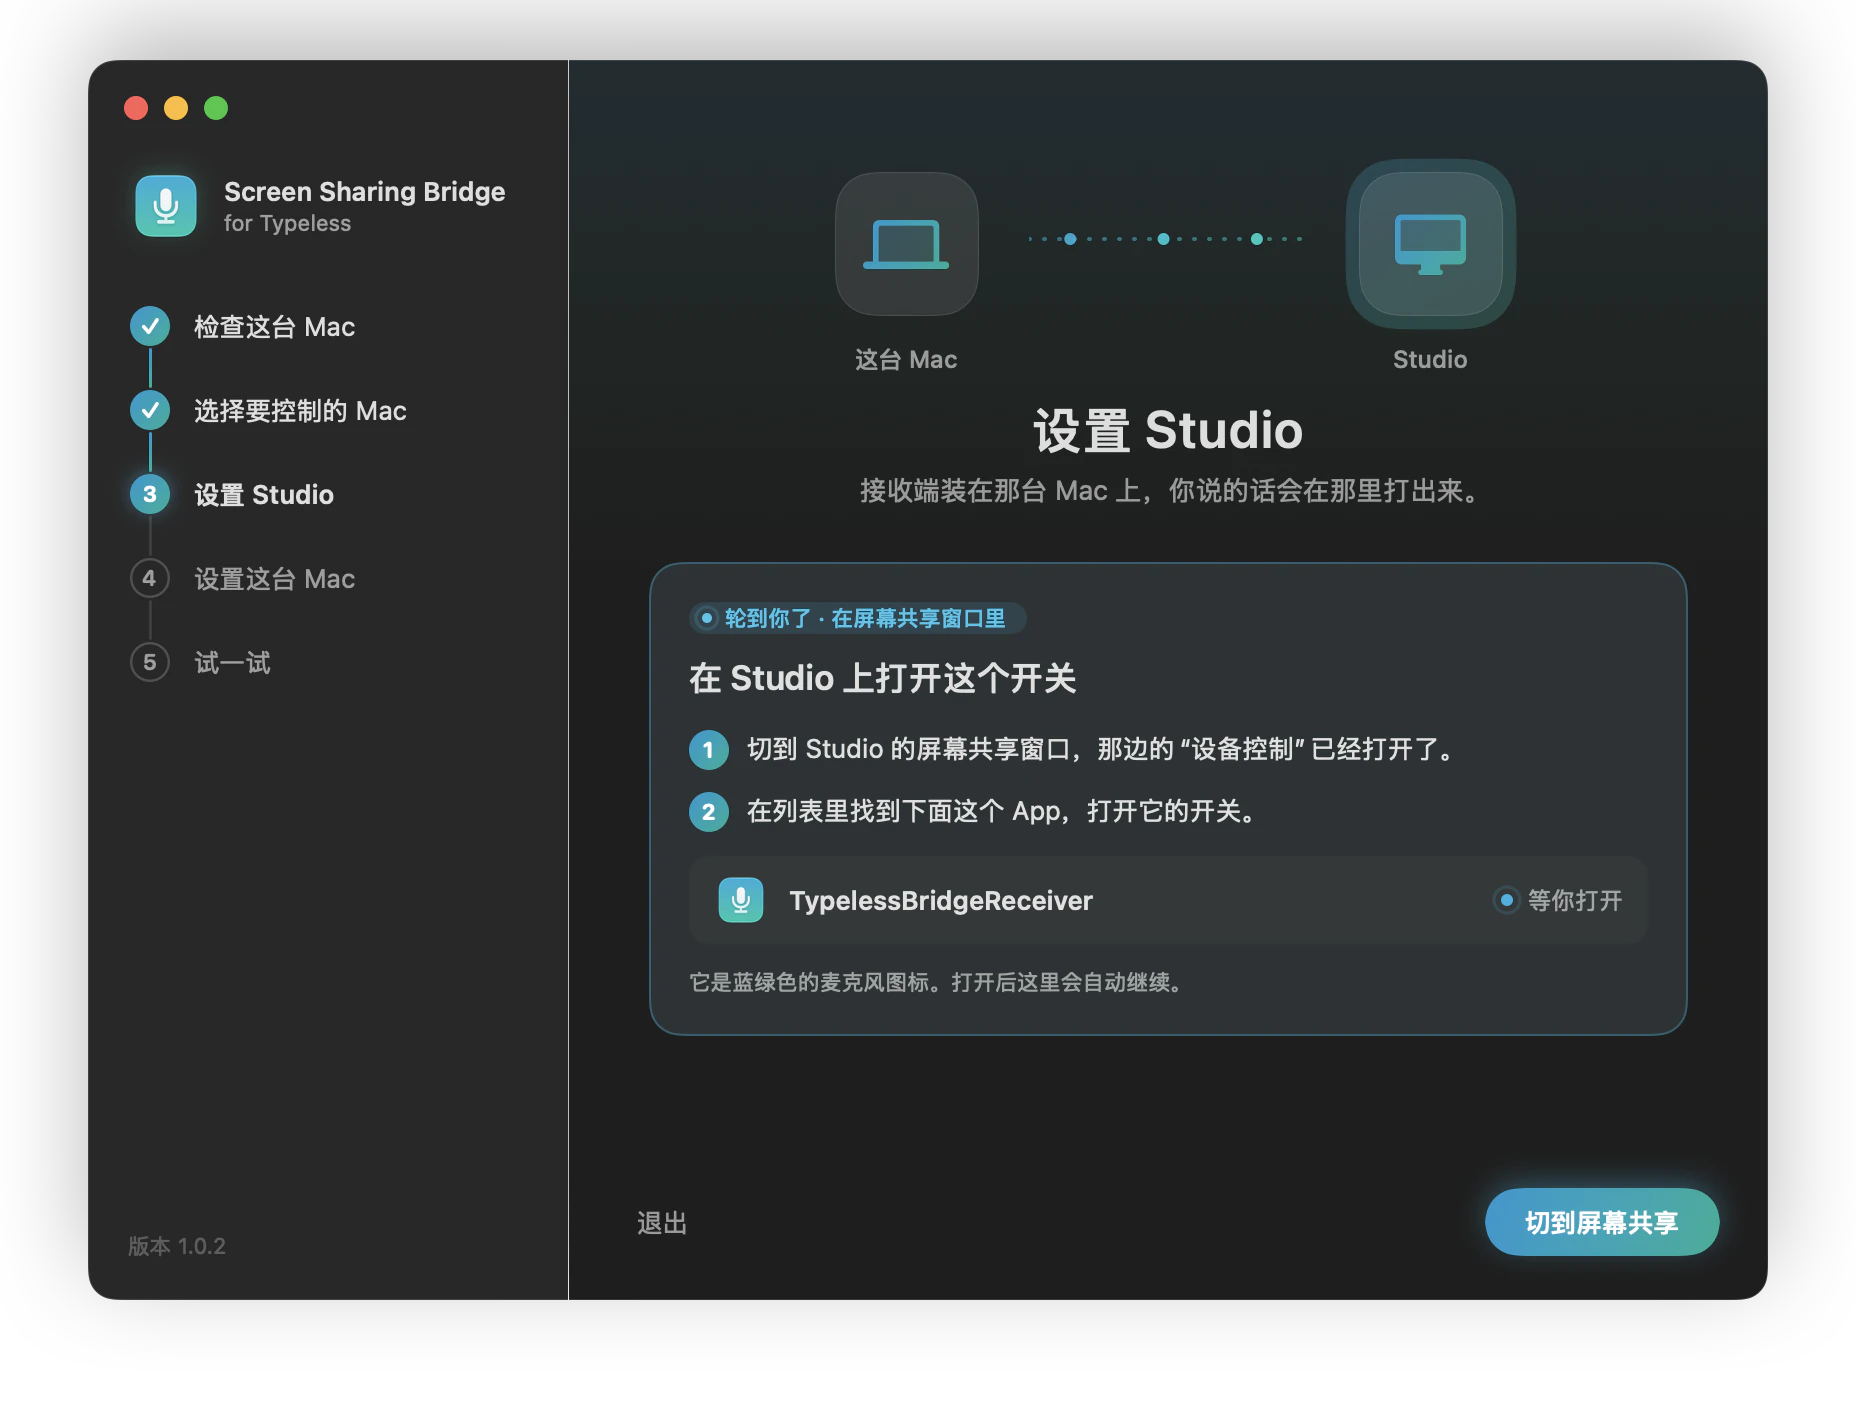 Screen Sharing Bridge
for Typeless
检查这台 Mac
选择要控制的 Mac
3 设置 Studio
4 设置这台 Mac
5 试一试
版本 1.0.2
这台 Mac
Studio
设置 Studio
接收端装在那台 Mac 上，你说的话会在那里打出来。
轮到你了 · 在屏幕共享窗口里
在 Studio 上打开这个开关
1 切到 Studio 的屏幕共享窗口，那边的 “设备控制” 已经打开了。
2 在列表里找到下面这个 App，打开它的开关。
TypelessBridgeReceiver
等你打开
它是蓝绿色的麦克风图标。打开后这里会自动继续。
退出
切到屏幕共享